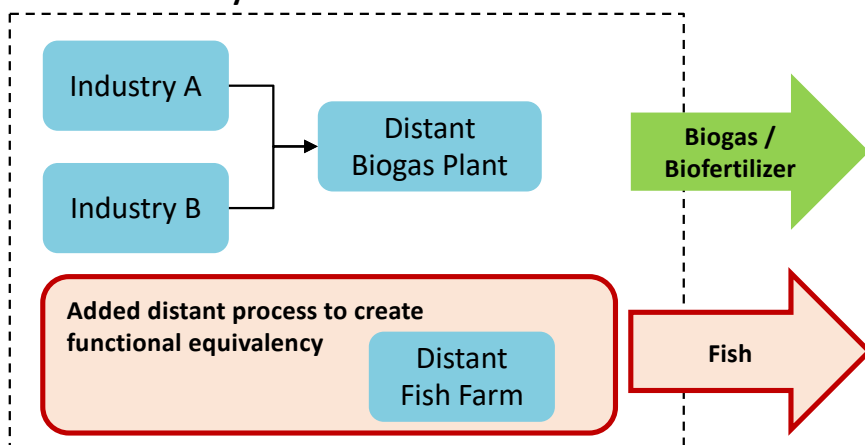 Industry A
Distant
Biogas Plant
Industry B
Biogas /
Biofertilizer
Added distant process to create
functional equivalency
Distant
Fish Farm
Fish